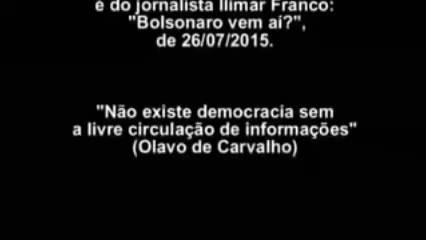 é do jornalista Ilimar Franco:
"Bolsonaro vem aí?",
de 26/07/2015.
"Não existe democracia sem
a livre circulação de informações"
(Olavo de Carvalho)